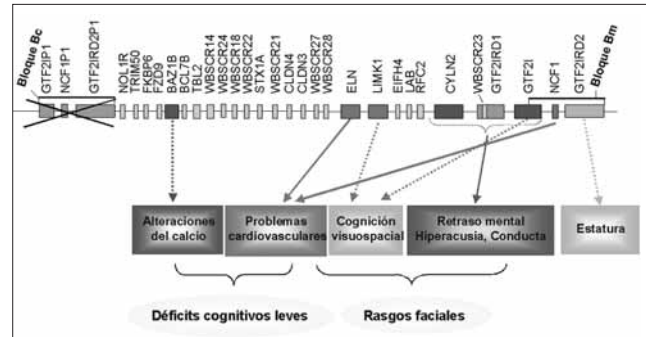 Bloque Bc
GTF2IP1
NCF1P1
GTF2IRD2P1
NOL1R
TRIM50
FKBP6
FZD9
BAZ1B
BCL7B
TBL2
WBSCR14
WBSCR24
WBSCR18
WBSCR22
STX1A
WBSCR21
CLDN4
CLDN3
WBSCR27
WBSCR28
ELN
LIMK1
EIFH4
LAB
RFC2
CYLN2
WBSCR23
GTF2IRD1
GTF2I
NCF1
GTF2IRD2
Bloque Bm
Alteraciones
del calcio
Problemas
cardiovasculares
Cognición
visuospacial
Retraso mental
Hiperacusia, Conducta
Estatura
Déficits cognitivos leves
Rasgos faciales